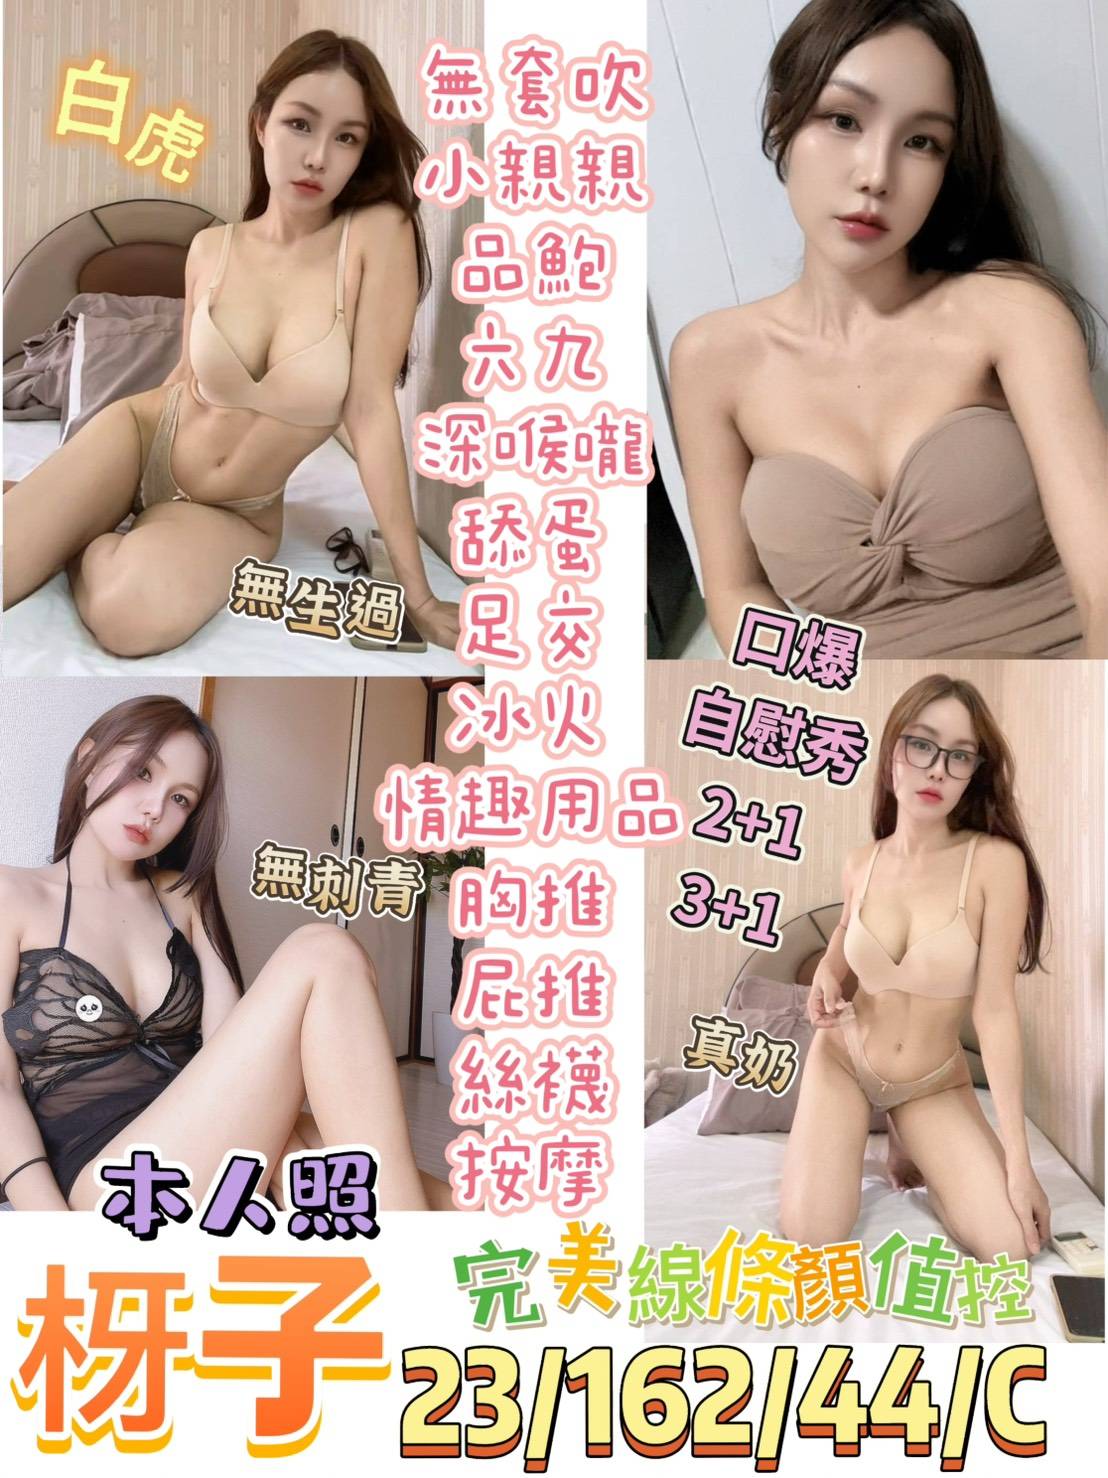 白虎
無套吹
小親親
品鮑
六九
深喉嚨
舔蛋
足交
冰火
情趣用品
胸推
屁推
絲襪
按摩
無生過
口爆
自慰秀
2+1
3+1
無刺青
真奶
本人照
枒子
完美線條顏值控
23/162/44/C